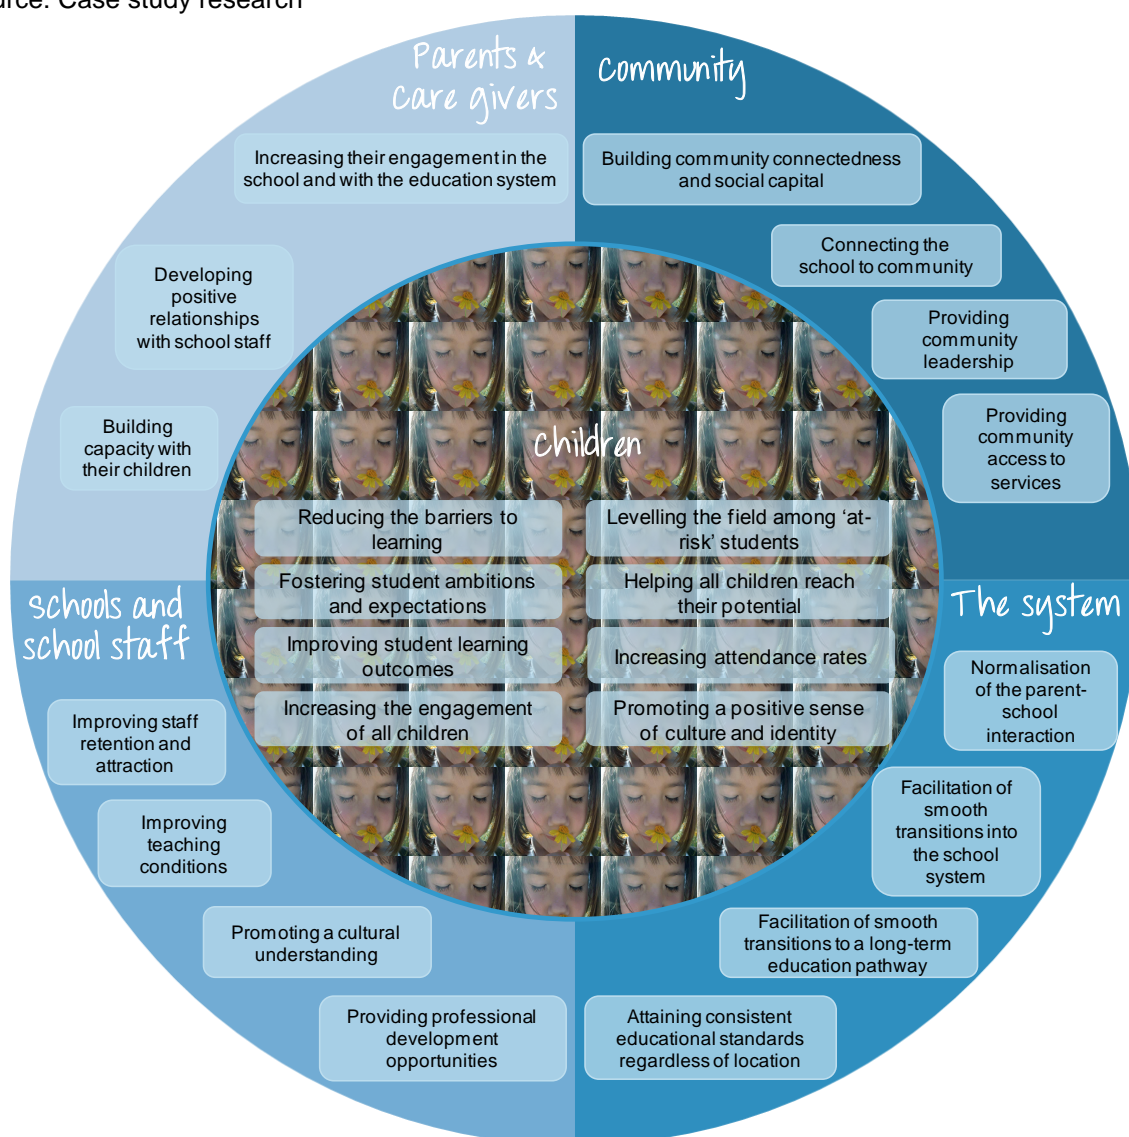 Source: Case study research
Parents &
Care givers
Increasing their engagement in the
school and with the education system
Developing
positive
relationships
with school staff
Building
capacity with
their children
Community
Building community connectedness
and social capital
Connecting the
school to community
Providing
community
leadership
Providing
community
access to
services
Children
Reducing the barriers to
learning
Fostering student ambitions
and expectations
Improving student learning
outcomes
Increasing the engagement
of all children
Levelling the field among ‘at-
risk’ students
Helping all children reach
their potential
Increasing attendance rates
Promoting a positive sense
of culture and identity
Schools and
school staff
Improving staff
retention and
attraction
Improving
teaching
conditions
Promoting a cultural
understanding
Providing professional
development
opportunities
The system
Normalisation
of the parent-
school
interaction
Facilitation of
smooth
transitions into
the school
system
Facilitation of smooth
transitions to a long-term
education pathway
Attaining consistent
educational standards
regardless of location